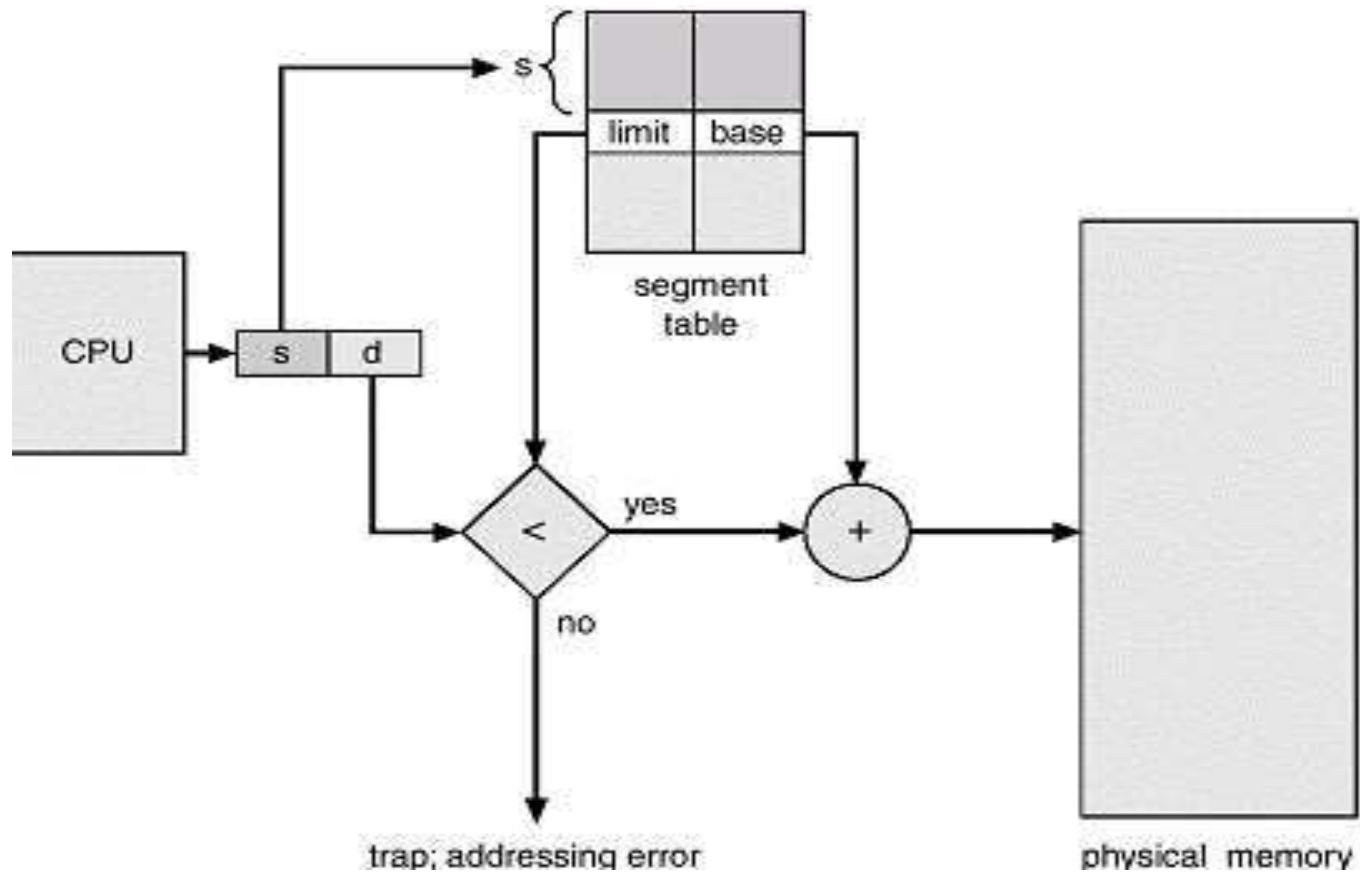 s
limit base
segment
table
CPU
s d
<
yes
+
no
trap; addressing error
physical memory